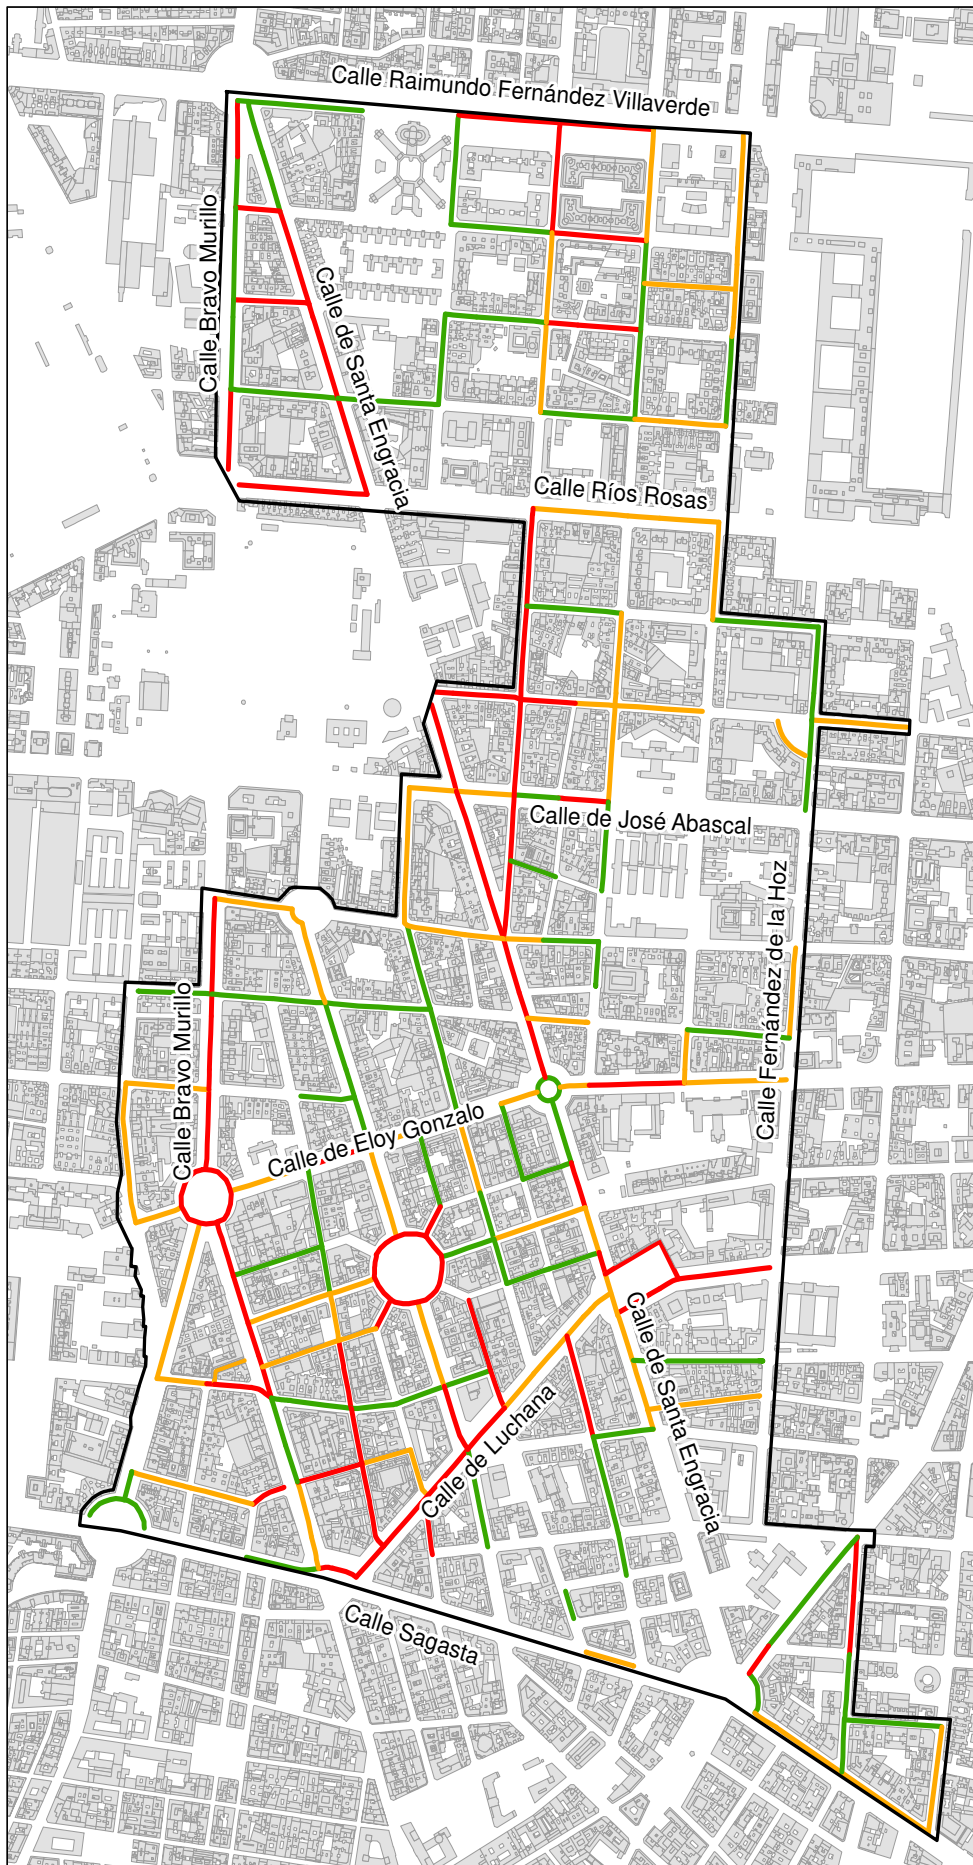 Calle Raimundo Fernández Villaverde
Calle Bravo Murillo
Calle de Santa Engracia
Calle Ríos Rosas
Calle de José Abascal
Calle Fernández de la Hoz
Calle Bravo Murillo
Calle de Eloy Gonzalo
Calle de Santa Engracia
Calle de Luchana
Calle Sagasta